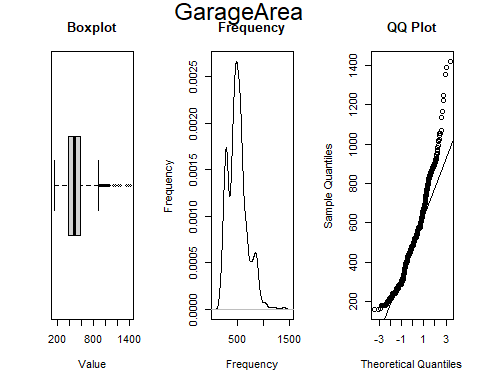 GarageArea
Boxplot
200 800 1400
Value
Frequency
Frequency
0.0000 0.0005 0.0010 0.0015 0.0020 0.0025
500 1500
Frequency
QQ Plot
Sample Quantiles
200 400 600 800 1000 1200 1400
-3 -1 1 3
Theoretical Quantiles